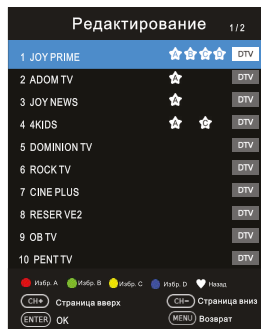 Редактирование 1/2
1 JOY PRIME A B C D DTV
2 ADOM TV A DTV
3 JOY NEWS A DTV
4 4KIDS A C DTV
5 DOMINION TV DTV
6 ROCK TV DTV
7 CINE PLUS DTV
8 RESER VE2 DTV
9 OB TV DTV
10 PENT TV DTV
Избр. A Избр. B Избр. C Избр. D Назад
CH+ Страница вверх CH- Страница вниз
ENTER OK MENU Возврат